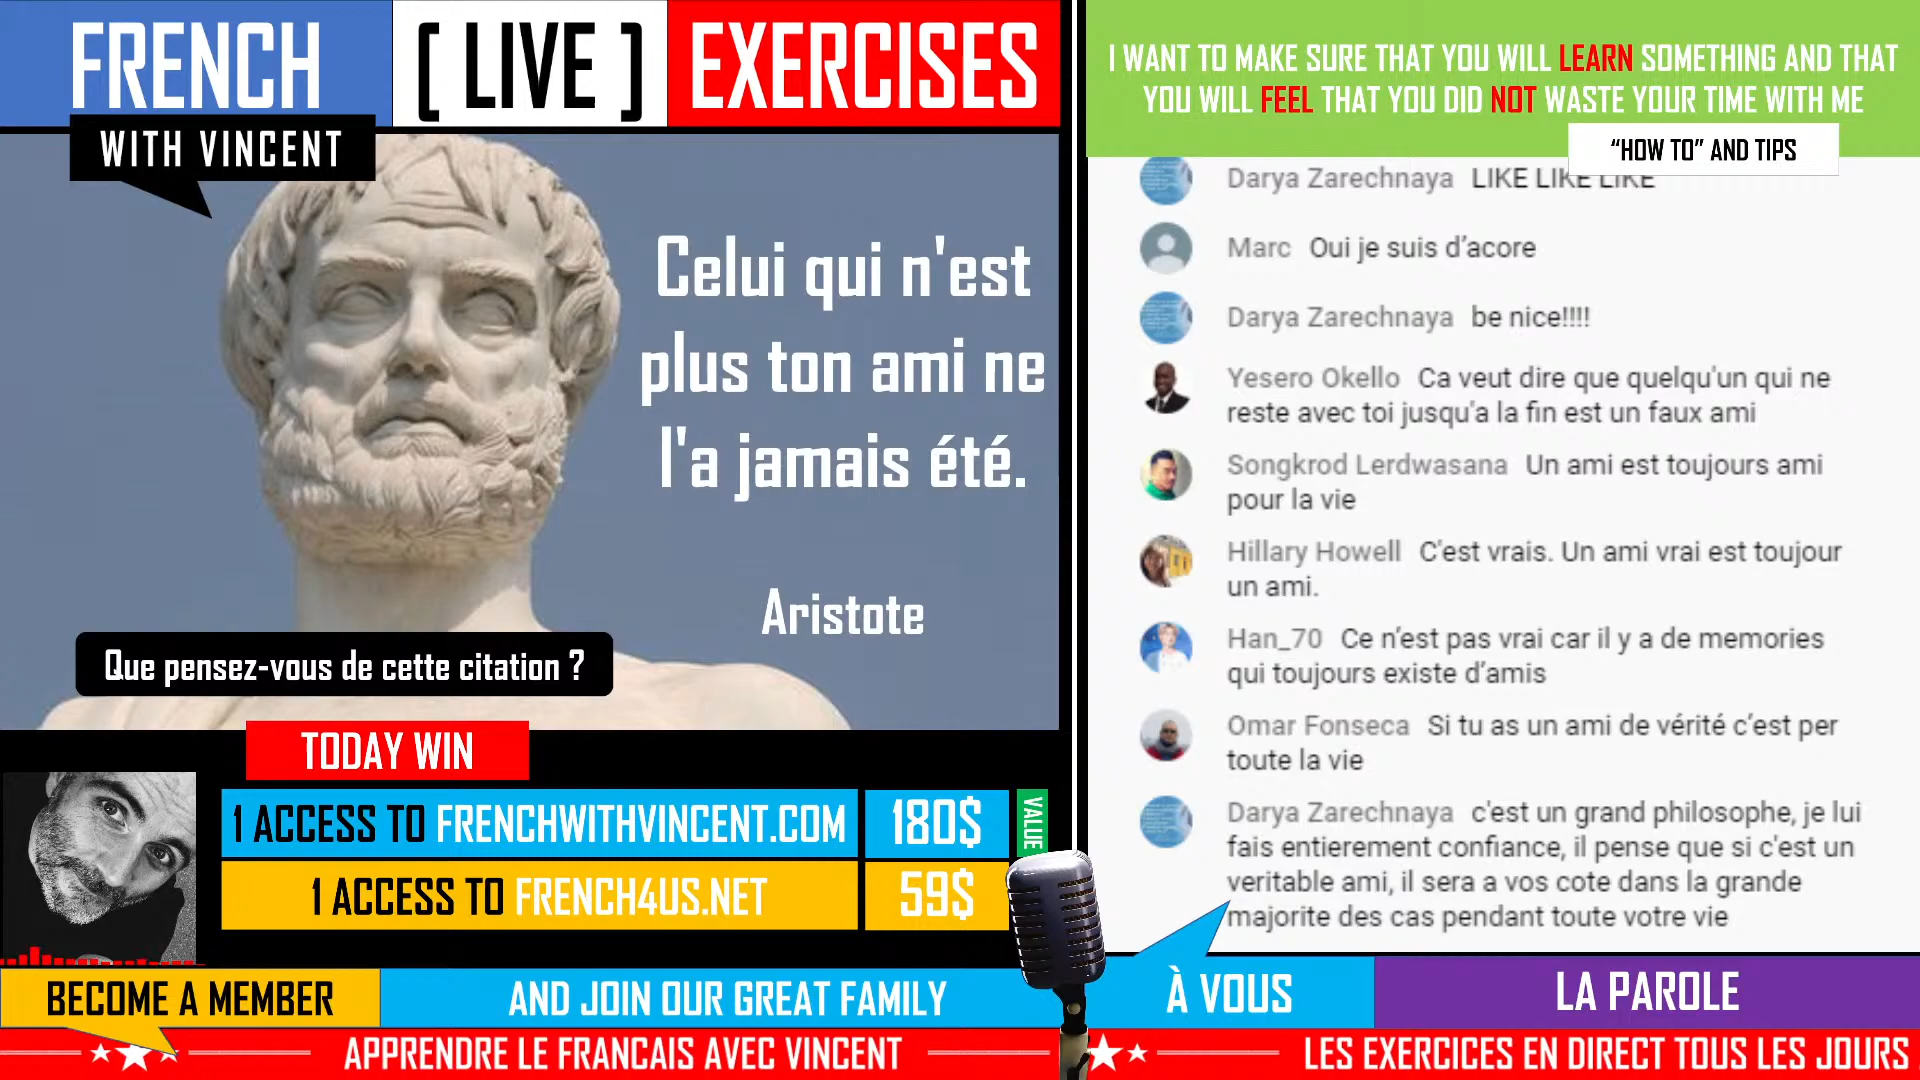 FRENCH
[ LIVE ]
EXERCISES
WITH VINCENT
Celui qui n'est
plus ton ami ne
l'a jamais été.
Aristote
Que pensez-vous de cette citation ?
TODAY WIN
1 ACCESS TO FRENCHWITHVINCENT.COM
180$
VALUE
1 ACCESS TO FRENCH4US.NET
59$
I WANT TO MAKE SURE THAT YOU WILL LEARN SOMETHING AND THAT
YOU WILL FEEL THAT YOU DID NOT WASTE YOUR TIME WITH ME
“HOW TO” AND TIPS
Darya Zarechnaya LIKE LIKE LIKE
Marc Oui je suis d’acore
Darya Zarechnaya be nice!!!!
Yesero Okello Ca veut dire que quelqu'un qui ne
reste avec toi jusqu'a la fin est un faux ami
Songkrod Lerdwasana Un ami est toujours ami
pour la vie
Hillary Howell C'est vrais. Un ami vrai est toujour
un ami.
Han_70 Ce n’est pas vrai car il y a de memories
qui toujours existe d’amis
Omar Fonseca Si tu as un ami de vérité c’est per
toute la vie
Darya Zarechnaya c'est un grand philosophe, je lui
fais entierement confiance, il pense que si c'est un
veritable ami, il sera a vos cote dans la grande
majorite des cas pendant toute votre vie
BECOME A MEMBER
AND JOIN OUR GREAT FAMILY
À VOUS
LA PAROLE
APPRENDRE LE FRANCAIS AVEC VINCENT
LES EXERCICES EN DIRECT TOUS LES JOURS